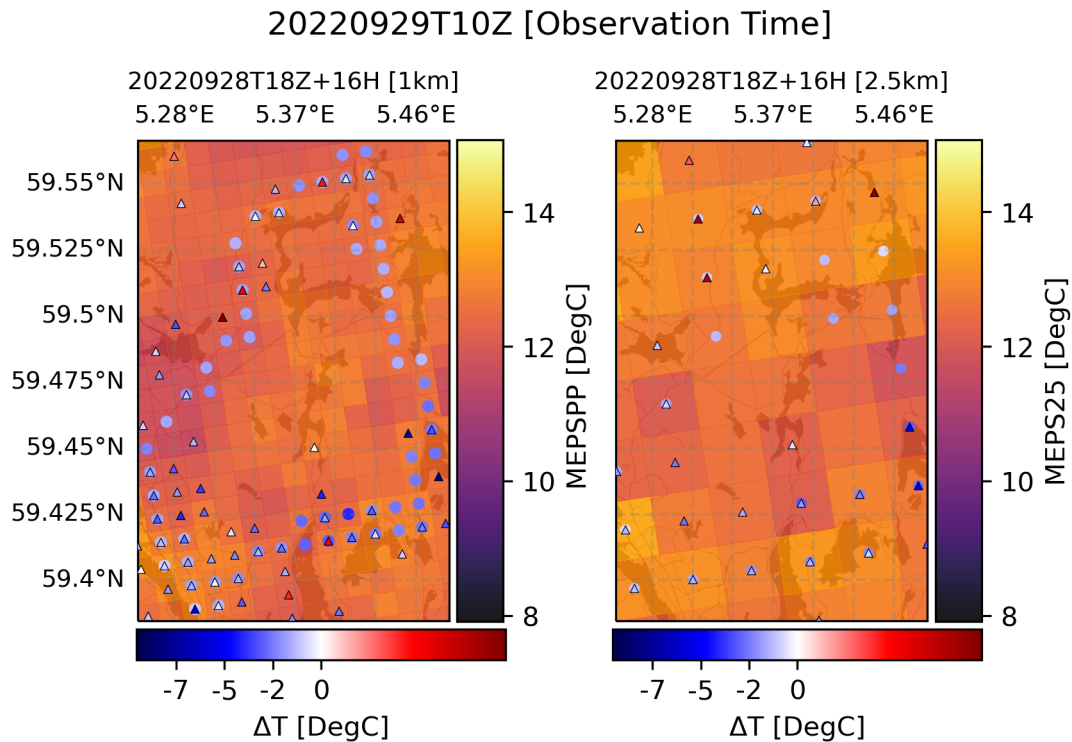 20220929T10Z [Observation Time]
20220928T18Z+16H [1km]
20220928T18Z+16H [2.5km]
5.28°E 5.37°E 5.46°E
5.28°E 5.37°E 5.46°E
59.55°N
59.525°N
59.5°N
59.475°N
59.45°N
59.425°N
59.4°N
14
12
10
8
MEPSPP [DegC]
14
12
10
8
MEPS25 [DegC]
-7 -5 -2 0
ΔT [DegC]
-7 -5 -2 0
ΔT [DegC]